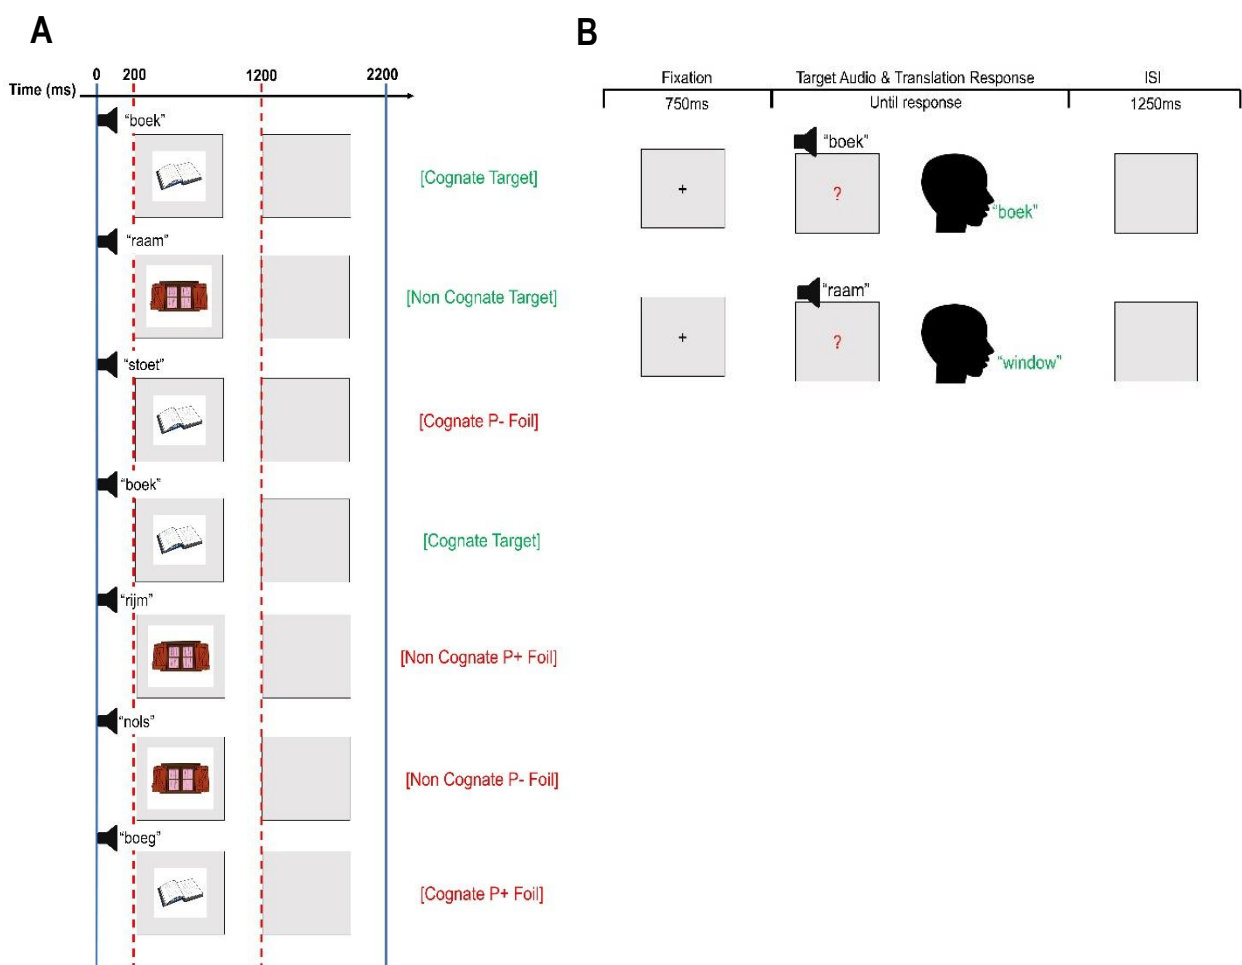 A
Time (ms)
0 200 1200 2200
“boek”
[Cognate Target]
“raam”
[Non Cognate Target]
“stoet”
[Cognate P- Foil]
“boek”
[Cognate Target]
“rijm”
[Non Cognate P+ Foil]
“nols”
[Non Cognate P- Foil]
“boeg”
[Cognate P+ Foil]
B
Fixation Target Audio & Translation Response ISI
750ms Until response 1250ms
“boek”
+ ? “boek”
“raam”
+ ? “window”